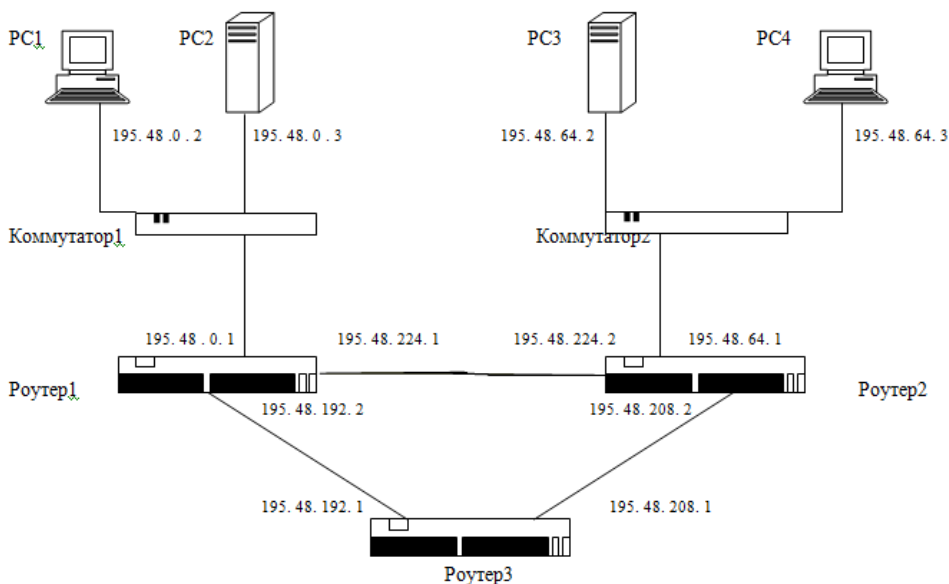 PC1
PC2
PC3
PC4
195. 48 .0 . 2
195. 48. 0 . 3
195. 48. 64. 2
195. 48. 64. 3
Коммутатор1
Коммутатор2
195. 48 . 0. 1
195. 48. 224. 1
195. 48. 224. 2
195. 48. 64. 1
Роутер1
195. 48. 192. 2
195. 48. 208. 2
Роутер2
195. 48. 192. 1
195. 48. 208. 1
Роутер3